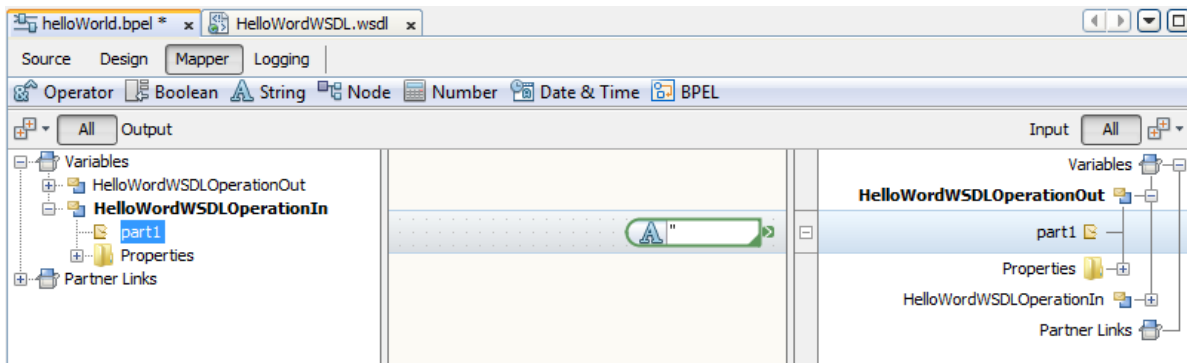 helloWorld.bpel * x HelloWordWSDL.wsdl x
Source Design Mapper Logging
Operator Boolean String Node Number Date & Time BPEL
All Output Input All
Variables Variables
HelloWordWSDLOperationOut HelloWordWSDLOperationOut
HelloWordWSDLOperationIn
part1 A " part1
Properties Properties
Partner Links HelloWordWSDLOperationIn
Partner Links